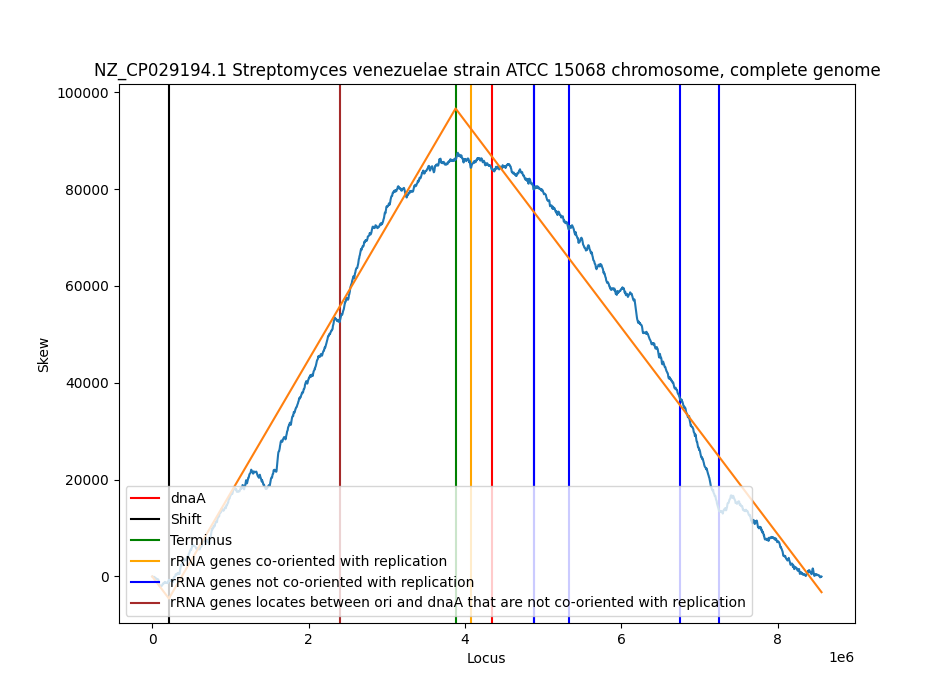 NZ_CP029194.1 Streptomyces venezuelae strain ATCC 15068 chromosome, complete genome
100000
80000
60000
40000
20000
0
Skew
dnaA
Shift
Terminus
rRNA genes co-oriented with replication
rRNA genes not co-oriented with replication
rRNA genes locates between ori and dnaA that are not co-oriented with replication
0 2 4 6 8
1e6
Locus